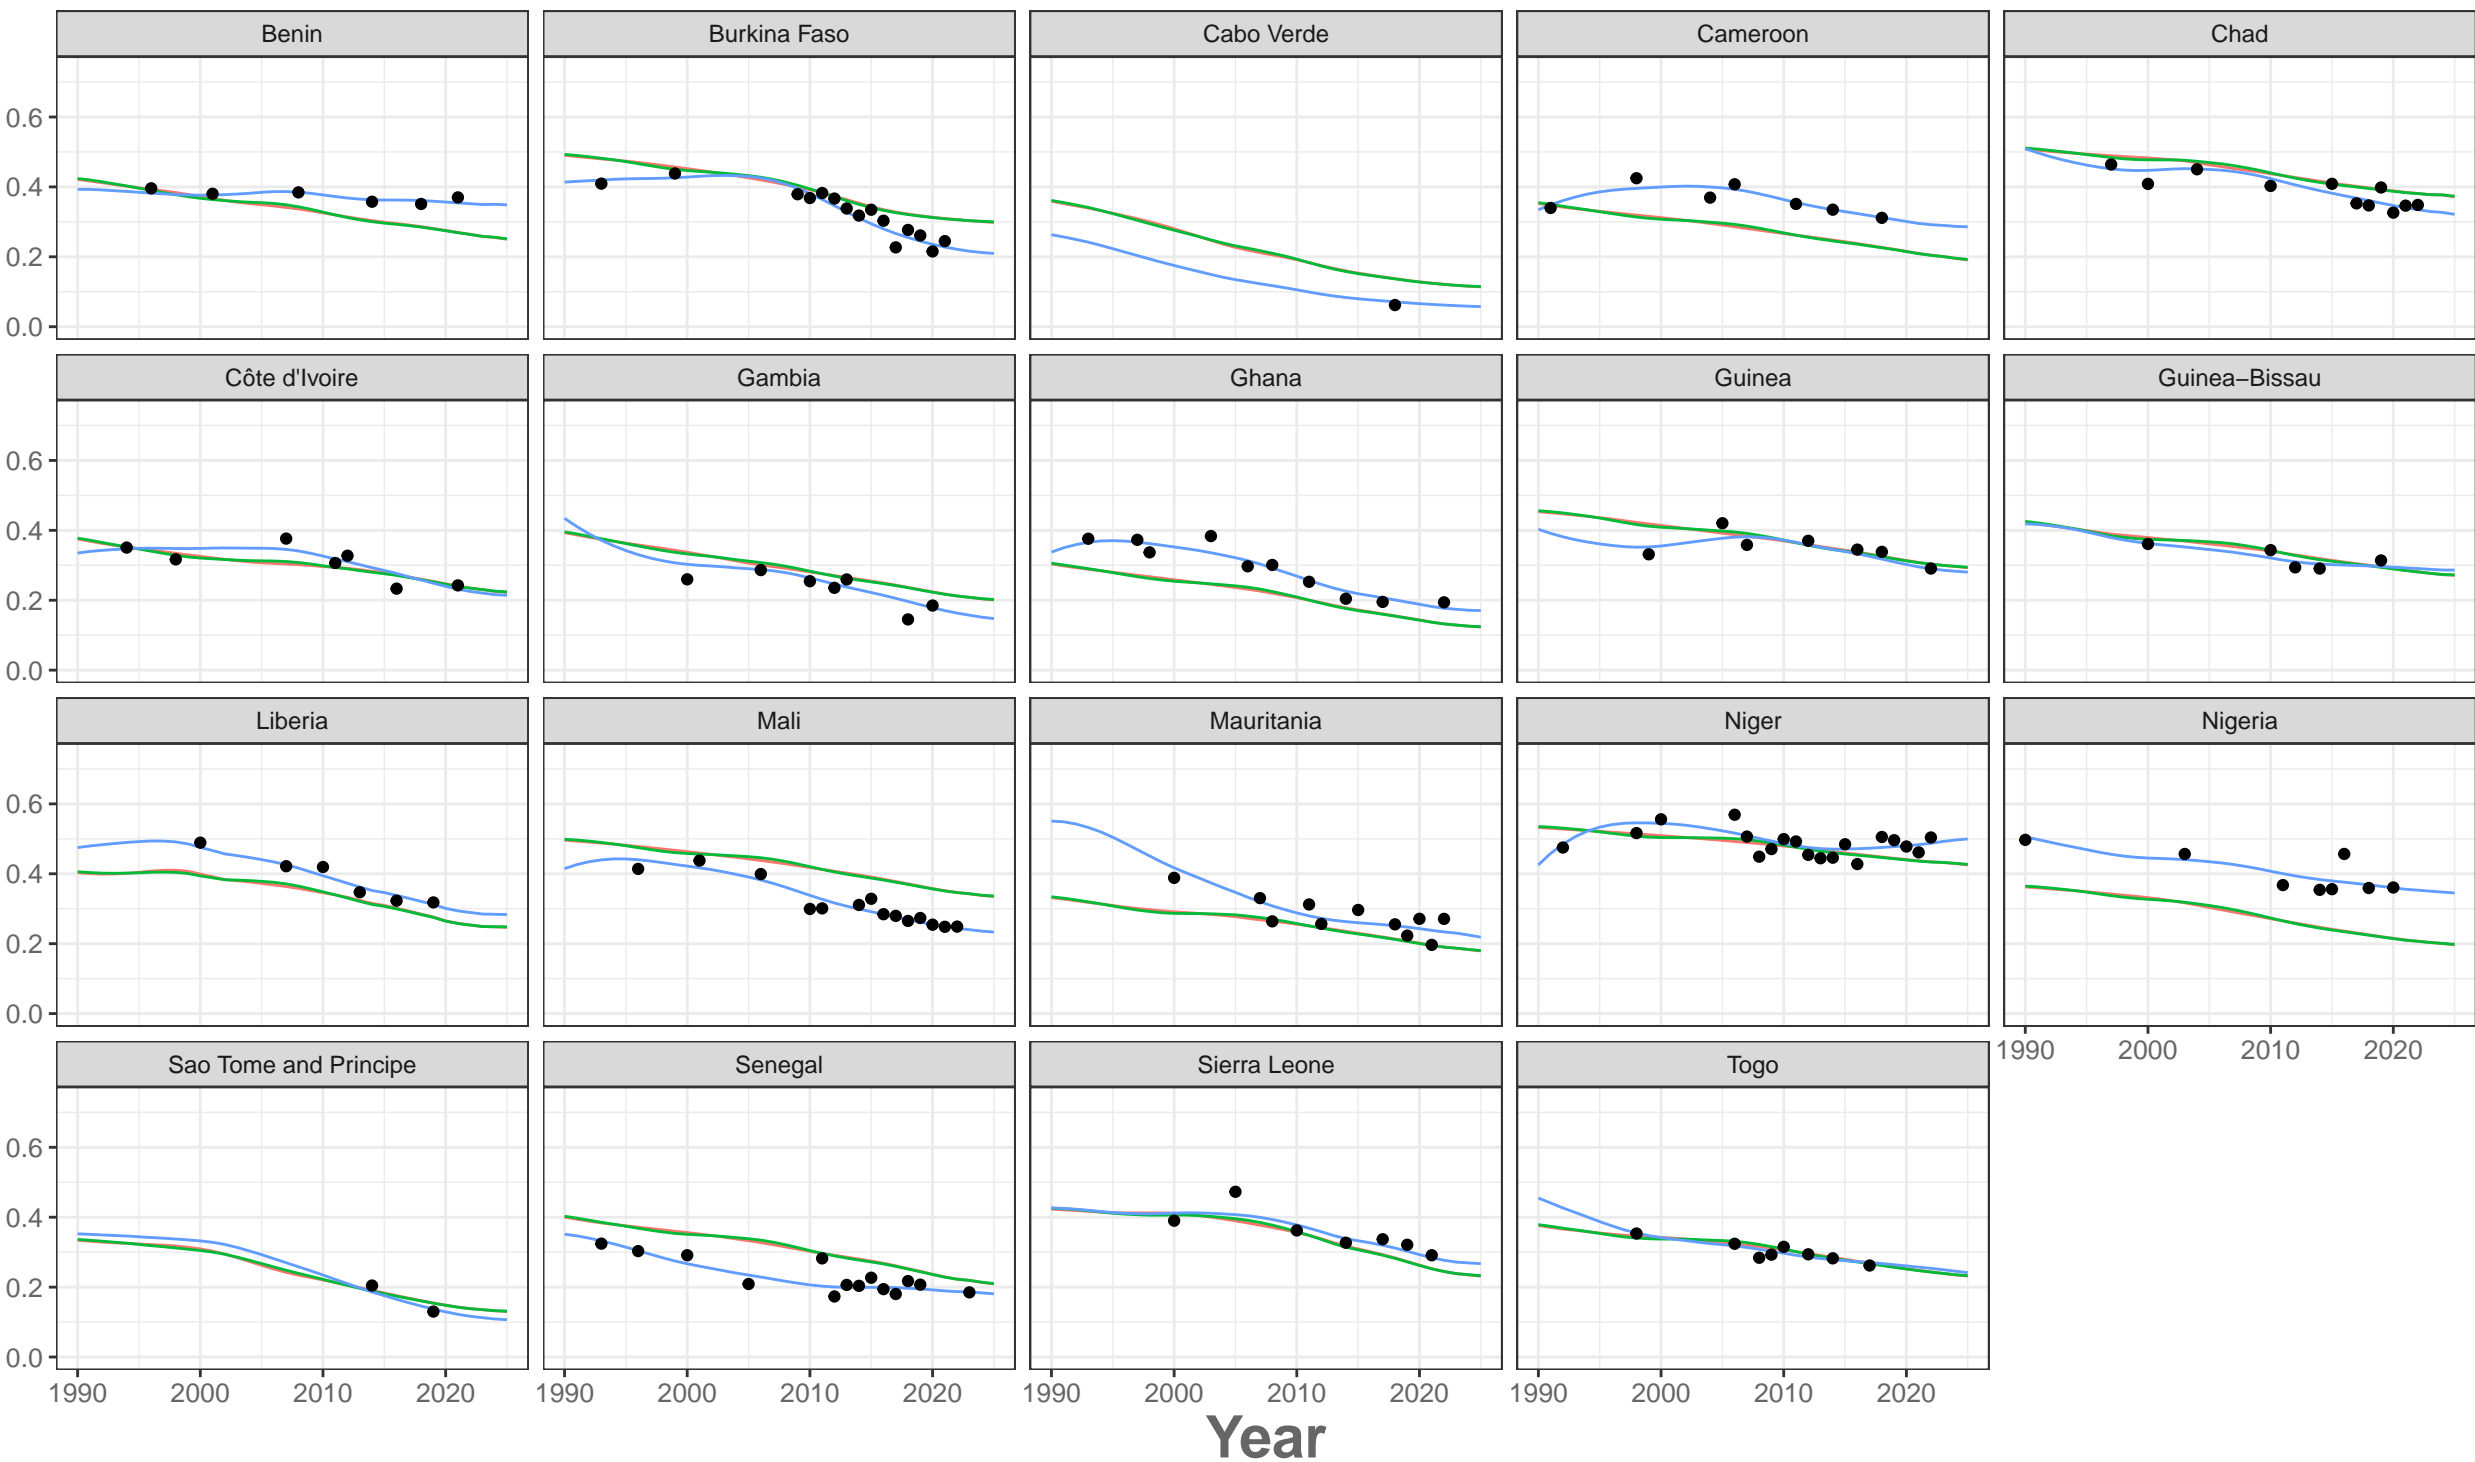 Benin Burkina Faso Cabo Verde Cameroon Chad
0.6
0.4
0.2
0.0
Côte d'Ivoire Gambia Ghana Guinea Guinea−Bissau
0.6
0.4
0.2
0.0
Liberia Mali Mauritania Niger Nigeria
0.6
0.4
0.2
0.0
1990 2000 2010 2020
Sao Tome and Principe Senegal Sierra Leone Togo
0.6
0.4
0.2
0.0
1990 2000 2010 2020 1990 2000 2010 2020 1990 2000 2010 2020 1990 2000 2010 2020
Year